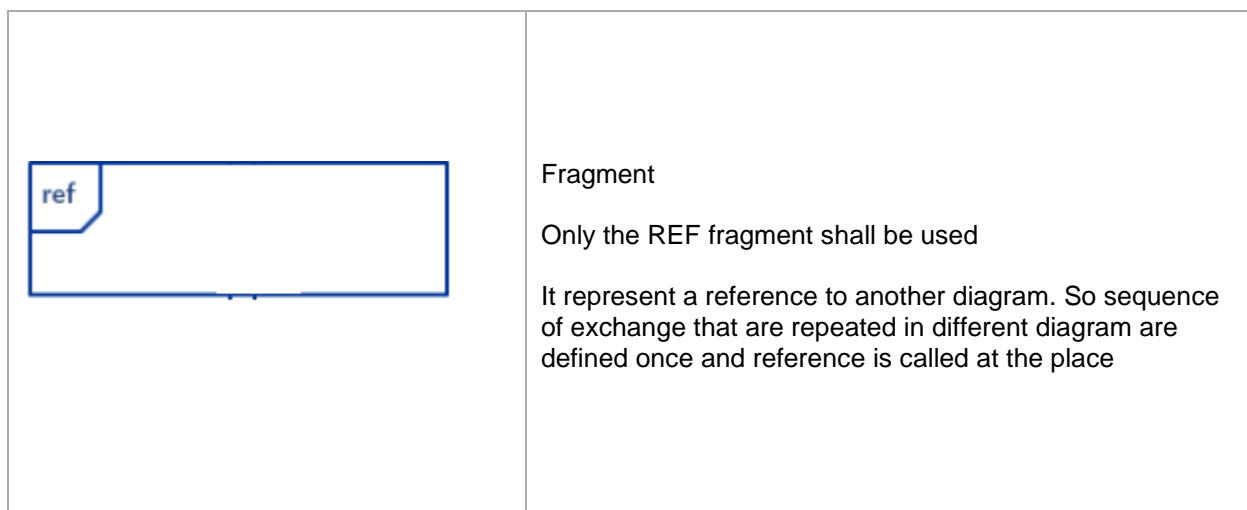 ref
Fragment
Only the REF fragment shall be used
It represent a reference to another diagram. So sequence
of exchange that are repeated in different diagram are
defined once and reference is called at the place